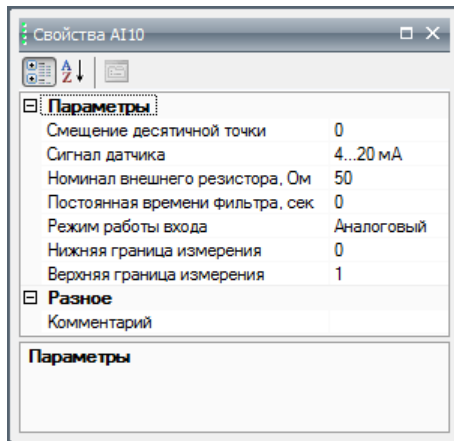 Свойства AI10
Параметры
Смещение десятичной точки 0
Сигнал датчика 4...20 мА
Номинал внешнего резистора, Ом 50
Постоянная времени фильтра, сек 0
Режим работы входа Аналоговый
Нижняя граница измерения 0
Верхняя граница измерения 1
Разное
Комментарий
Параметры